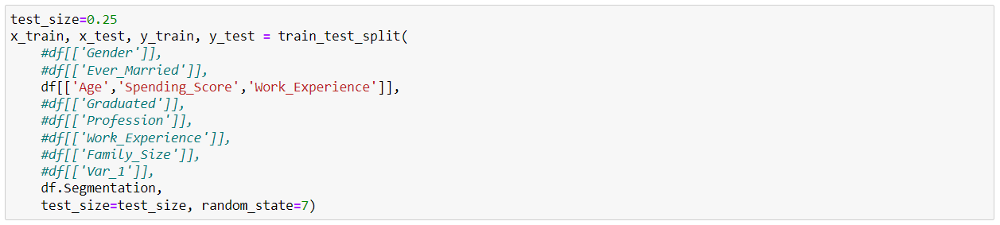 test_size=0.25
x_train, x_test, y_train, y_test = train_test_split(
    #df[['Gender']],
    #df[['Ever_Married']],
    df[['Age','Spending_Score','Work_Experience']],
    #df[['Graduated']],
    #df[['Profession']],
    #df[['Work_Experience']],
    #df[['Family_Size']],
    #df[['Var_1']],
    df.Segmentation,
    test_size=test_size, random_state=7)